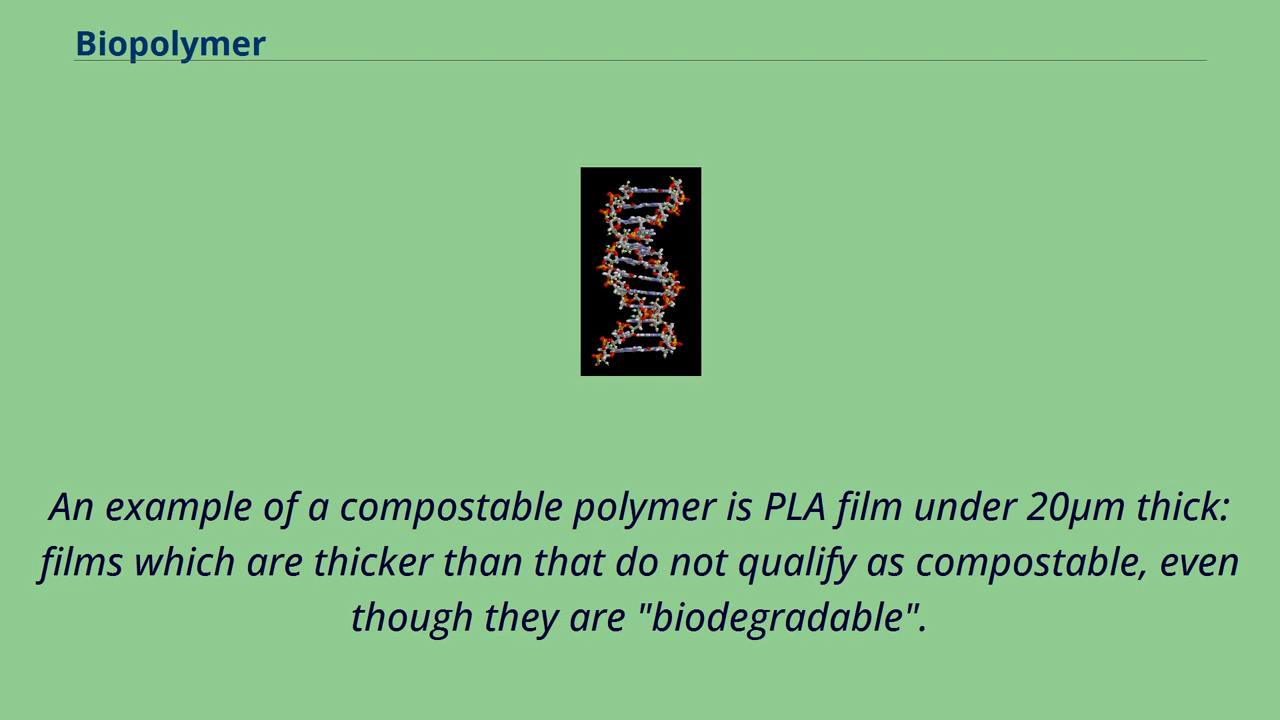 Biopolymer
An example of a compostable polymer is PLA film under 20μm thick:
films which are thicker than that do not qualify as compostable, even
though they are "biodegradable".